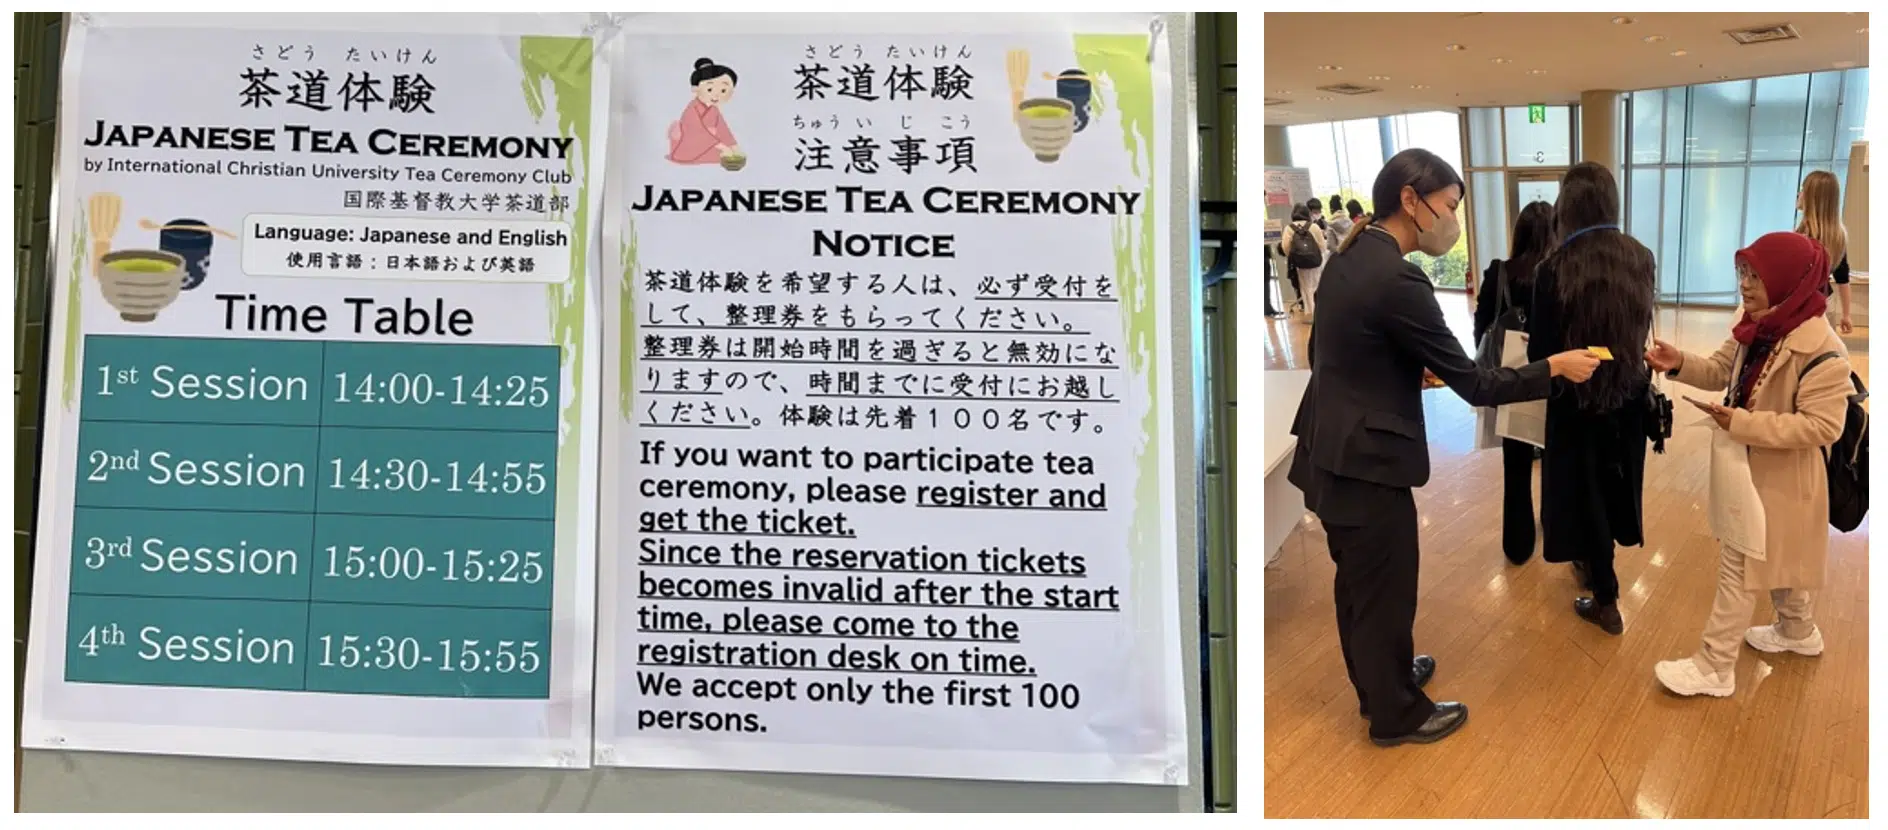 さどう たいけん
茶道体験
JAPANESE TEA CEREMONY
by International Christian University Tea Ceremony Club
国際基督教大学茶道部
Language: Japanese and English
使用言語：日本語および英語
Time Table
1st Session 14:00-14:25
2nd Session 14:30-14:55
3rd Session 15:00-15:25
4th Session 15:30-15:55
さどう たいけん
茶道体験
ちゅういじこう
注意事項
JAPANESE TEA CEREMONY
NOTICE
茶道体験を希望する人は、必ず受付を
して、整理券をもらってください。
整理券は開始時間を過ぎると無効にな
りますので、時間までに受付にお越し
ください。体験は先着１００名です。
If you want to participate tea
ceremony, please register and
get the ticket.
Since the reservation tickets
becomes invalid after the start
time, please come to the
registration desk on time.
We accept only the first 100
persons.